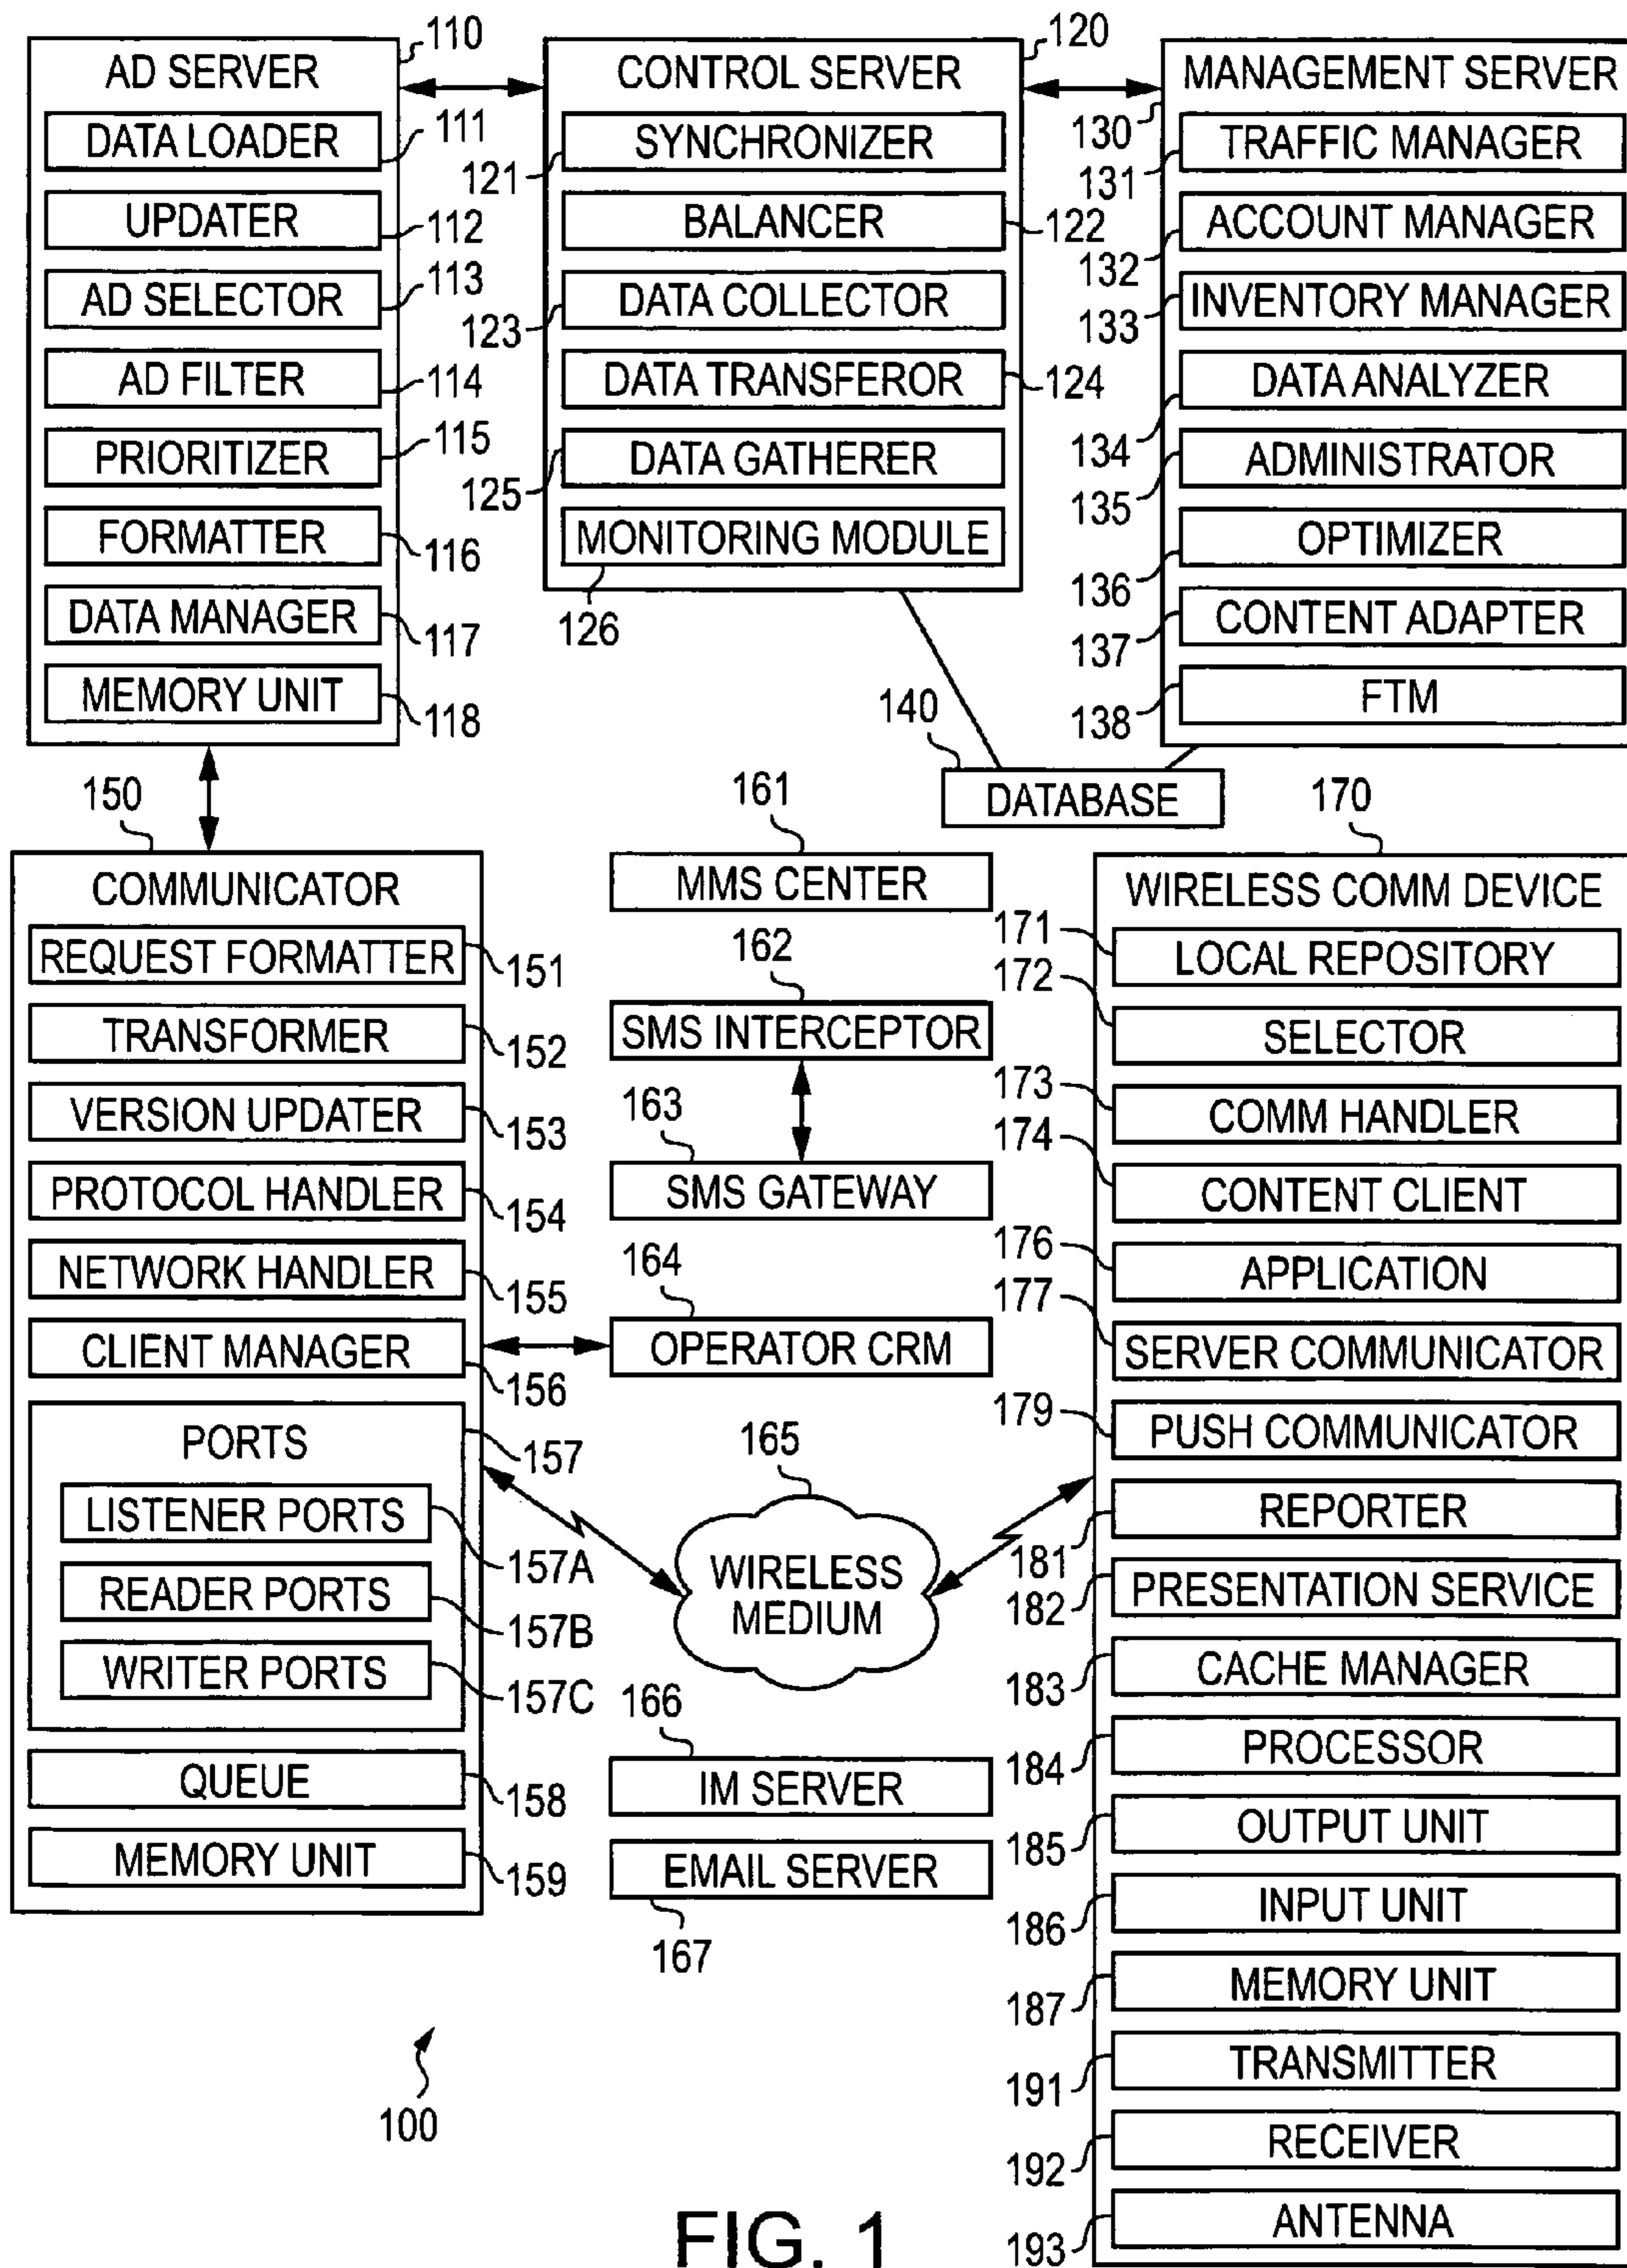 110
AD SERVER
DATA LOADER
111
UPDATER
112
AD SELECTOR
113
AD FILTER
114
PRIORITIZER
115
FORMATTER
116
DATA MANAGER
117
MEMORY UNIT
118
120
CONTROL SERVER
SYNCHRONIZER
121
BALANCER
122
DATA COLLECTOR
123
DATA TRANSFEROR
124
DATA GATHERER
125
MONITORING MODULE
126
MANAGEMENT SERVER
130
TRAFFIC MANAGER
131
ACCOUNT MANAGER
132
INVENTORY MANAGER
133
DATA ANALYZER
134
ADMINISTRATOR
135
OPTIMIZER
136
CONTENT ADAPTER
137
FTM
138
140
DATABASE
150
COMMUNICATOR
REQUEST FORMATTER
151
TRANSFORMER
152
VERSION UPDATER
153
PROTOCOL HANDLER
154
NETWORK HANDLER
155
CLIENT MANAGER
156
PORTS
157
LISTENER PORTS
157A
READER PORTS
157B
WRITER PORTS
157C
QUEUE
158
MEMORY UNIT
159
161
MMS CENTER
162
SMS INTERCEPTOR
163
SMS GATEWAY
164
OPERATOR CRM
165
WIRELESS
MEDIUM
166
IM SERVER
EMAIL SERVER
167
170
WIRELESS COMM DEVICE
171
LOCAL REPOSITORY
172
SELECTOR
173
COMM HANDLER
174
CONTENT CLIENT
176
APPLICATION
177
SERVER COMMUNICATOR
179
PUSH COMMUNICATOR
REPORTER
181
PRESENTATION SERVICE
182
CACHE MANAGER
183
PROCESSOR
184
OUTPUT UNIT
185
INPUT UNIT
186
MEMORY UNIT
187
TRANSMITTER
191
RECEIVER
192
ANTENNA
193
100
FIG. 1